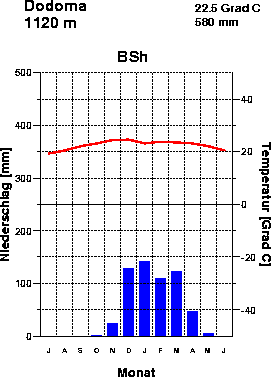 Dodoma 22.5 Grad C
1120 m 580 mm
BSh
500
400
300
200
100
0
Niederschlag [mm]
40
20
0
-20
-40
Temperatur [Grad C]
J A S O N D J F M A M J
Monat